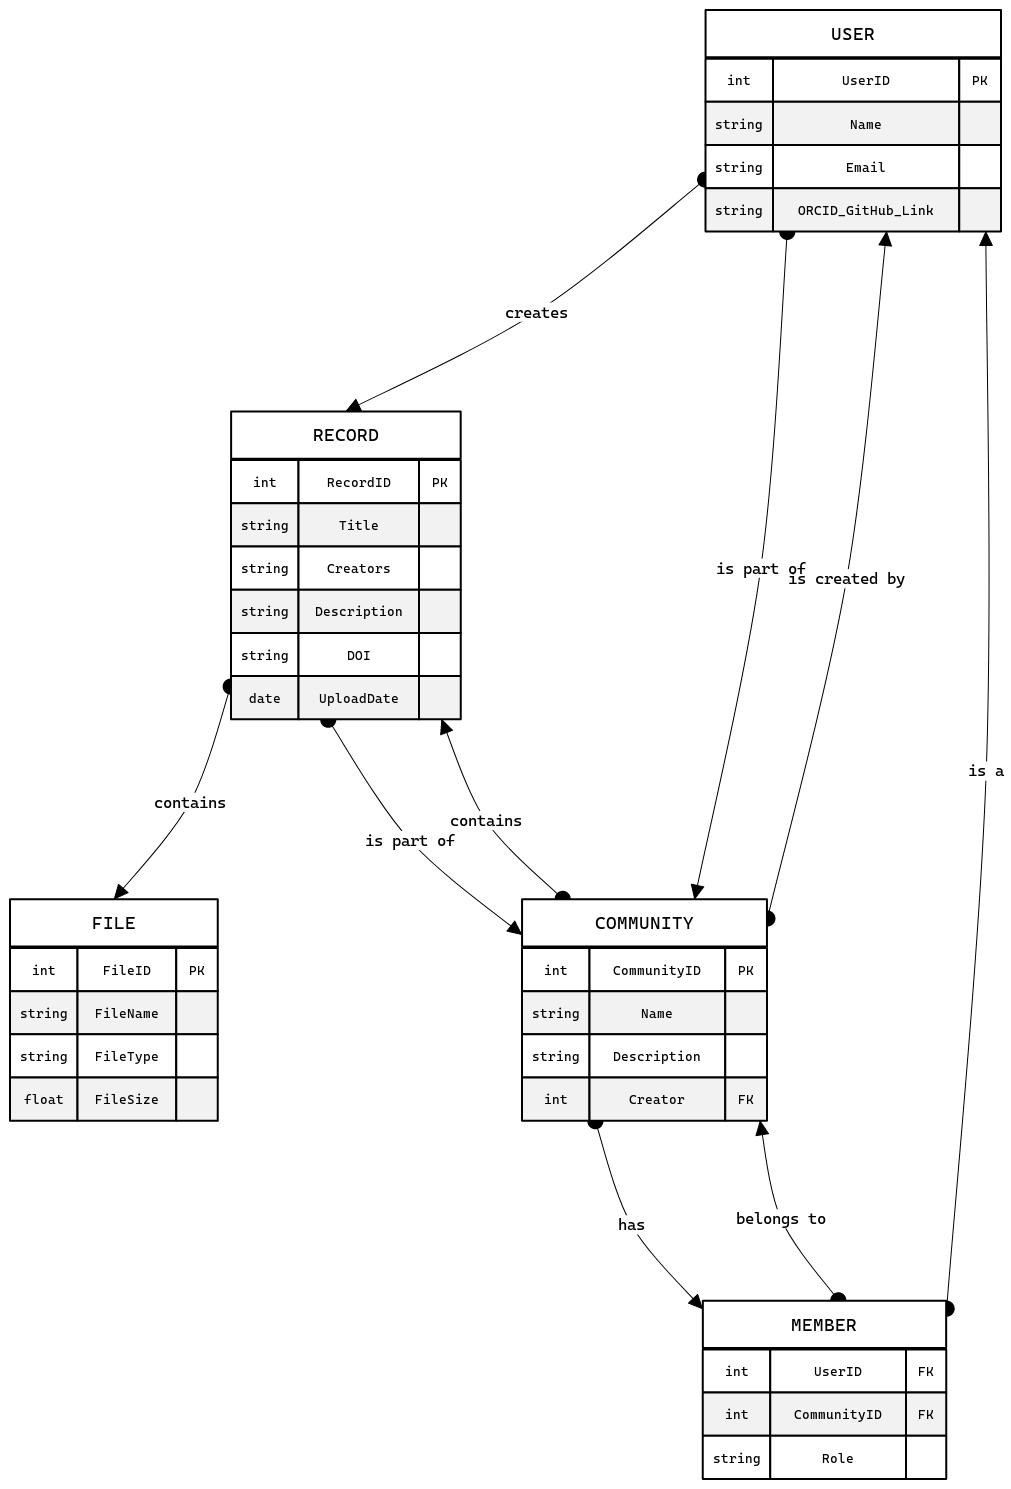 USER
int UserID PK
string Name
string Email
string ORCID_GitHub_Link
creates
RECORD
int RecordID PK
string Title
string Creators
string Description
string DOI
date UploadDate
is part of
is created by
is a
contains
is part of
contains
FILE
int FileID PK
string FileName
string FileType
float FileSize
COMMUNITY
int CommunityID PK
string Name
string Description
int Creator FK
has
belongs to
MEMBER
int UserID FK
int CommunityID FK
string Role